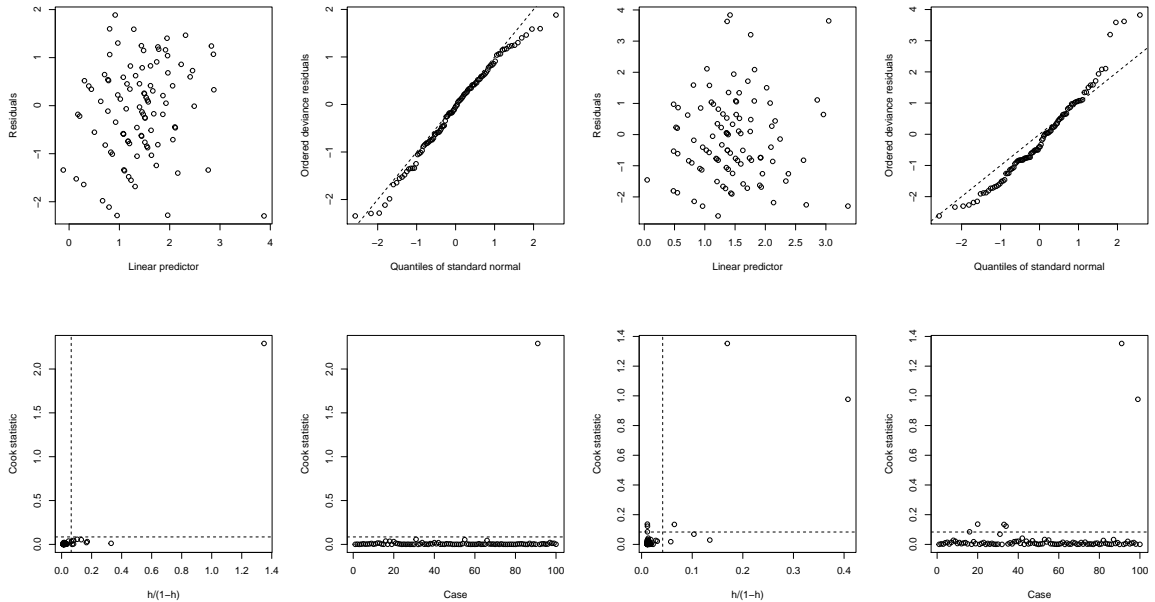 Residuals
2
1
0
−1
−2
0 1 2 3 4
Linear predictor
Ordered deviance residuals
2
1
0
−1
−2
−2 −1 0 1 2
Quantiles of standard normal
Residuals
4
3
2
1
0
−1
−2
0.0 0.5 1.0 1.5 2.0 2.5 3.0
Linear predictor
Ordered deviance residuals
4
3
2
1
0
−1
−2
−2 −1 0 1 2
Quantiles of standard normal
Cook statistic
2.0
1.5
1.0
0.5
0.0
0.0 0.2 0.4 0.6 0.8 1.0 1.2 1.4
h/(1−h)
Cook statistic
2.0
1.5
1.0
0.5
0.0
0 20 40 60 80 100
Case
Cook statistic
1.4
1.2
1.0
0.8
0.6
0.4
0.2
0.0
0.0 0.1 0.2 0.3 0.4
h/(1−h)
Cook statistic
1.4
1.2
1.0
0.8
0.6
0.4
0.2
0.0
0 20 40 60 80 100
Case